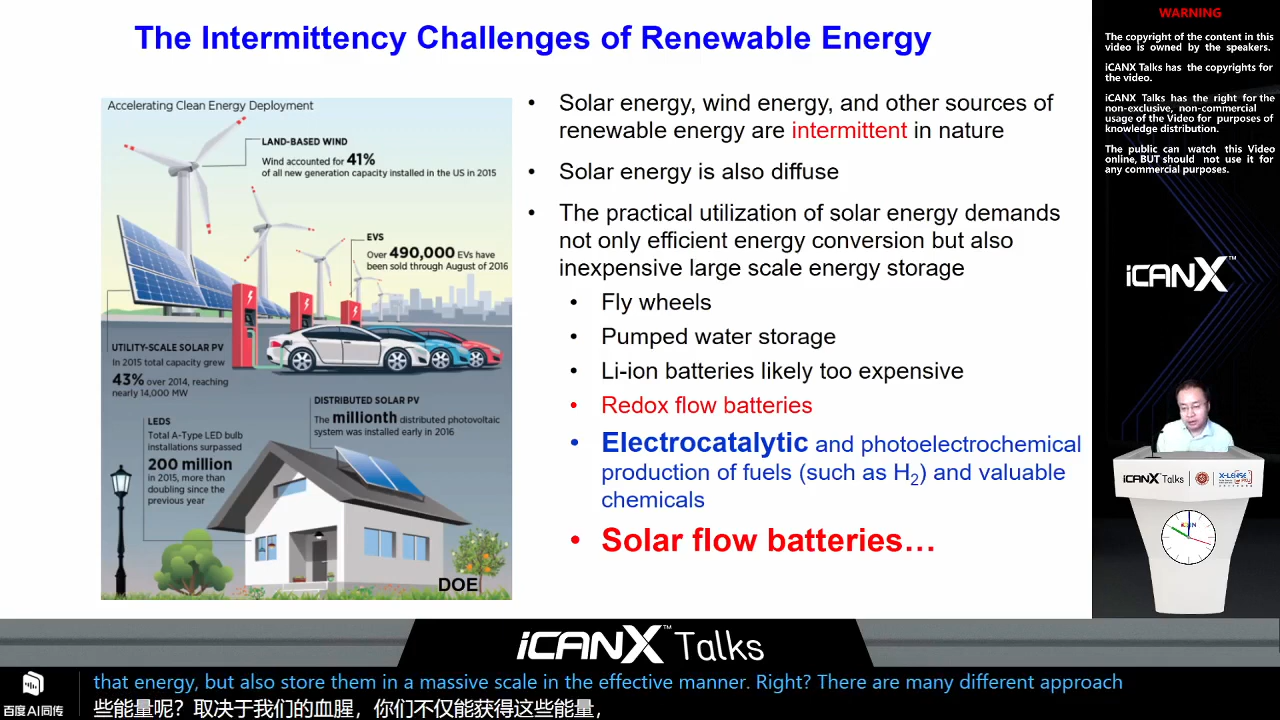 The Intermittency Challenges of Renewable Energy
Accelerating Clean Energy Deployment
LAND-BASED WIND
Wind accounted for 41%
of all new generation capacity installed in the US in 2015
EVS
Over 490,000 EVs have
been sold through August of 2016
UTILITY-SCALE SOLAR PV
In 2015 total capacity grew
43% over 2014, reaching
nearly 14,000 MW
DISTRIBUTED SOLAR PV
The millionth distributed photovoltaic
system was installed early in 2016
LEDS
Total A-Type LED bulb
installations surpassed
200 million
in 2015, more than
doubling since the
previous year
DOE
• Solar energy, wind energy, and other sources of
renewable energy are intermittent in nature
• Solar energy is also diffuse
• The practical utilization of solar energy demands
not only efficient energy conversion but also
inexpensive large scale energy storage
• Fly wheels
• Pumped water storage
• Li-ion batteries likely too expensive
• Redox flow batteries
• Electrocatalytic and photoelectrochemical
production of fuels (such as H2) and valuable
chemicals
• Solar flow batteries…
WARNING
The copyright of the content in this
video is owned by the speakers.
iCANX Talks has the copyrights for
the video.
iCANX Talks has the right for the
non-exclusive, non-commercial
usage of the Video for purposes of
knowledge distribution.
The public can watch this Video
online, BUT should not use it for
any commercial purposes.
iCANX™
iCANX Talks
iCANX™ Talks
that energy, but also store them in a massive scale in the effective manner. Right? There are many different approach
些能量呢？取决于我们的血腥，你们不仅能获得这些能量，
百度AI同传